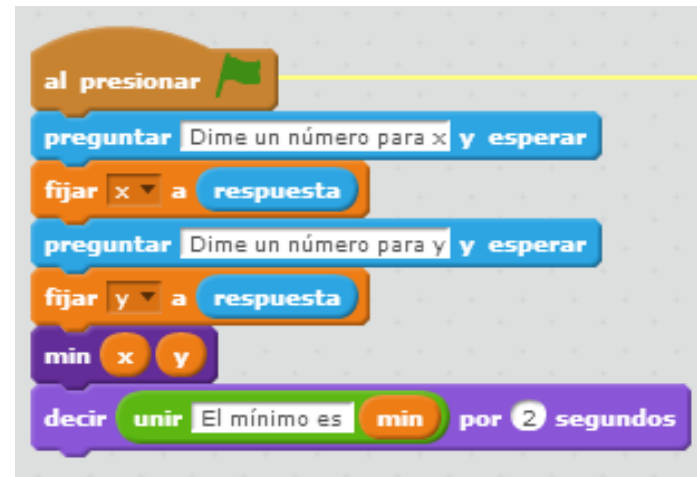 al presionar
preguntar Dime un número para x y esperar
fijar x a respuesta
preguntar Dime un número para y y esperar
fijar y a respuesta
min x y
decir unir El mínimo es min por 2 segundos